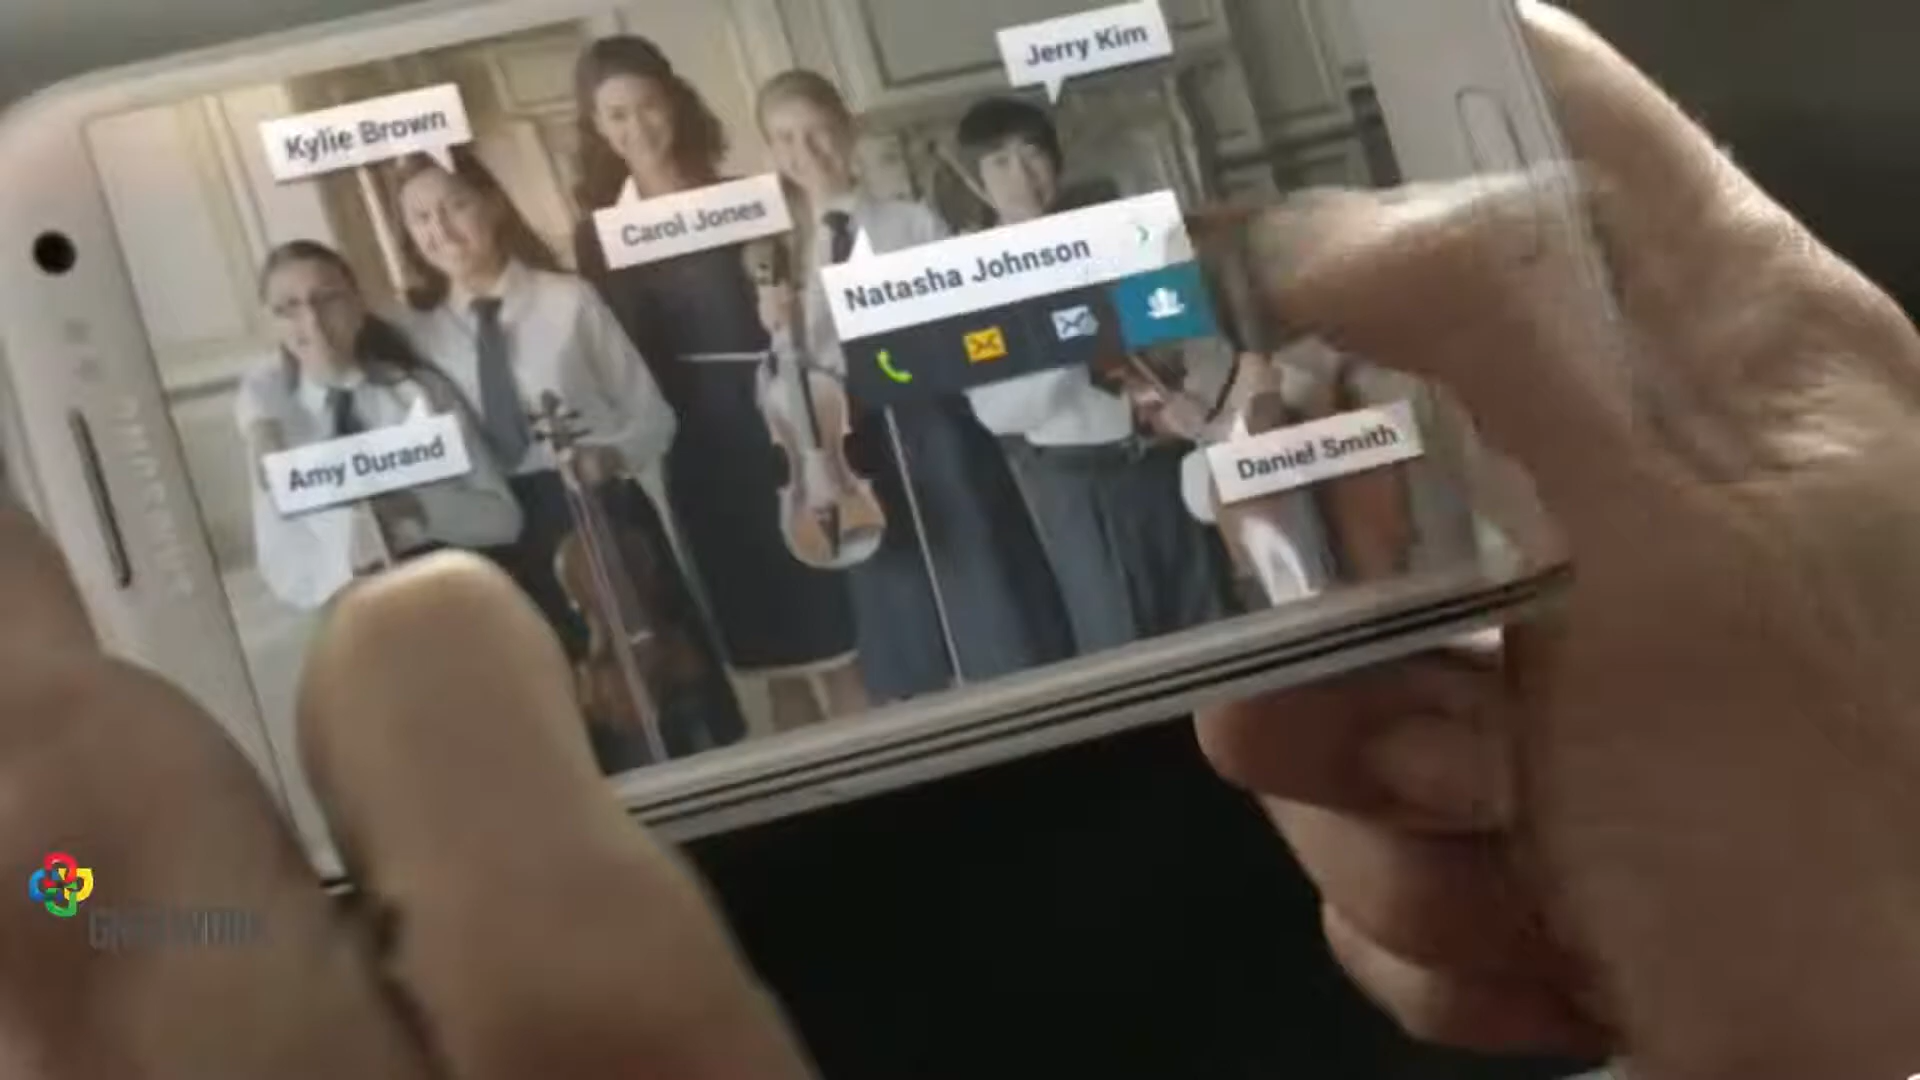 Jerry Kim
Kylie Brown
Carol Jones
Natasha Johnson
Amy Durand
Daniel Smith